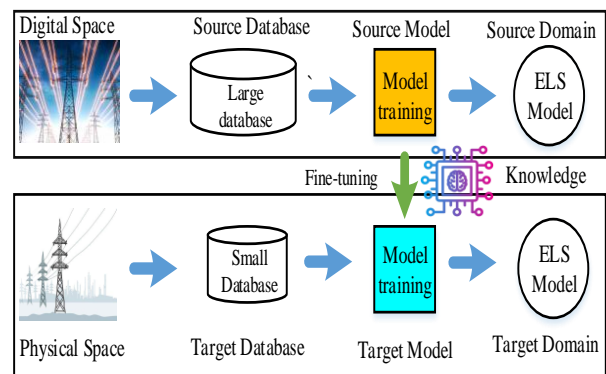 Digital Space
Source Database
Source Model
Source Domain
Large
database
`
Model
training
ELS
Model
Fine-tuning
Knowledge
Small
Database
Model
training
ELS
Model
Physical Space
Target Database
Target Model
Target Domain